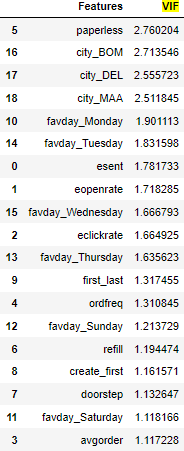 Features VIF
5 paperless 2.760204
16 city_BOM 2.713546
17 city_DEL 2.555723
18 city_MAA 2.511845
10 favday_Monday 1.901113
14 favday_Tuesday 1.831598
0 esent 1.781733
1 eopenrate 1.718285
15 favday_Wednesday 1.666793
2 eclickrate 1.664925
13 favday_Thursday 1.635623
9 first_last 1.317455
4 ordfreq 1.310845
12 favday_Sunday 1.213729
6 refill 1.194474
8 create_first 1.161571
7 doorstep 1.132647
11 favday_Saturday 1.118166
3 avgorder 1.117228